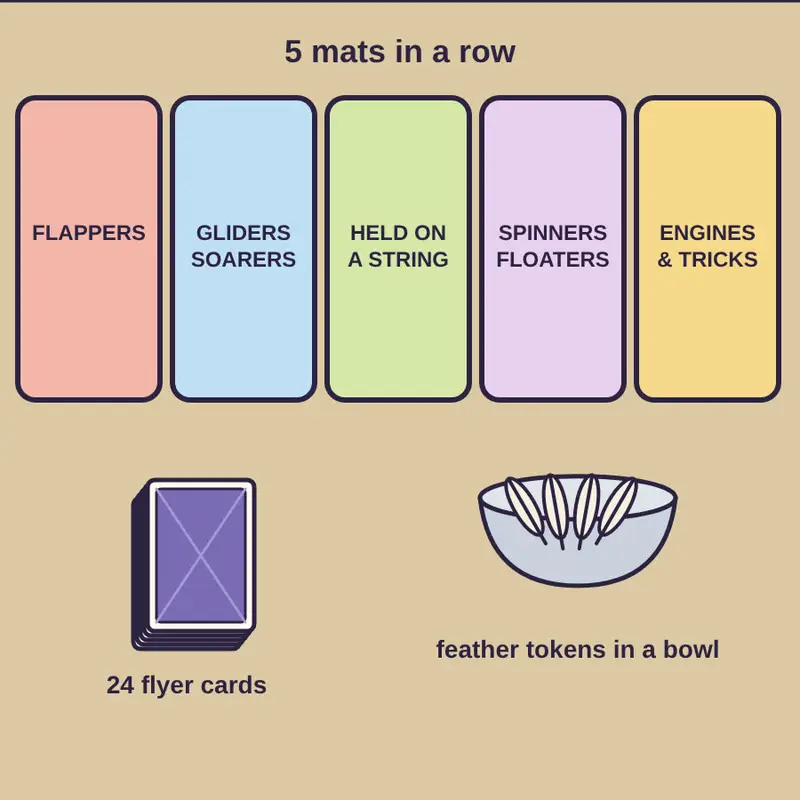 5 mats in a row
FLAPPERS
GLIDERS
SOARERS
HELD ON
A STRING
SPINNERS
FLOATERS
ENGINES
& TRICKS
24 flyer cards
feather tokens in a bowl